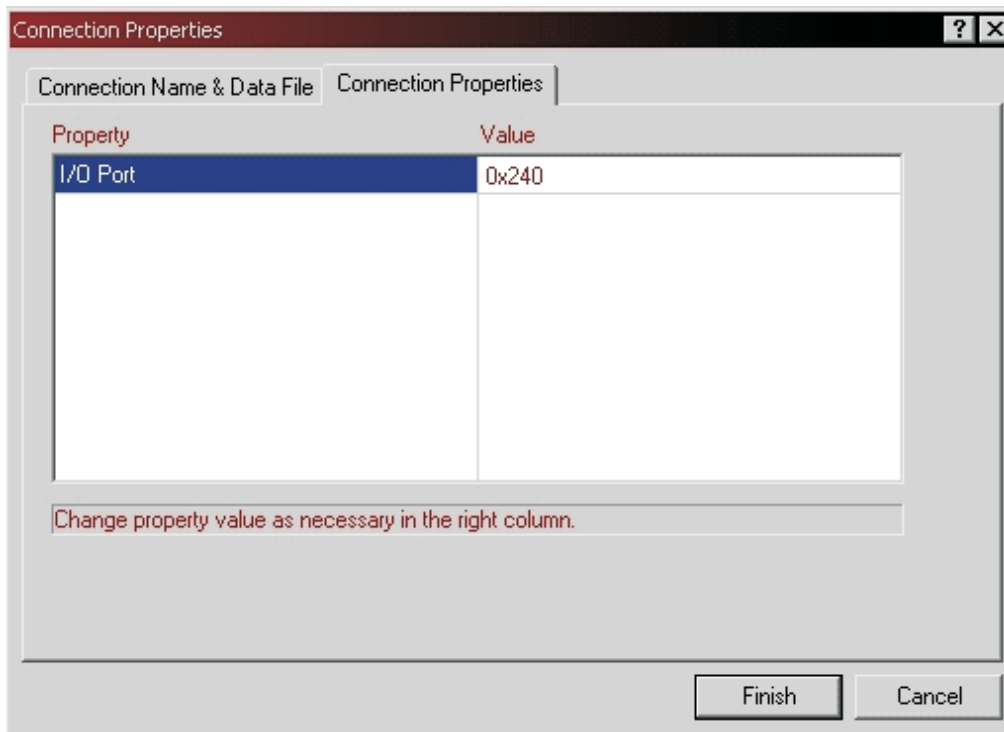 Connection Properties
Connection Name & Data File Connection Properties
Property Value
I/O Port 0x240
Change property value as necessary in the right column.
Finish Cancel